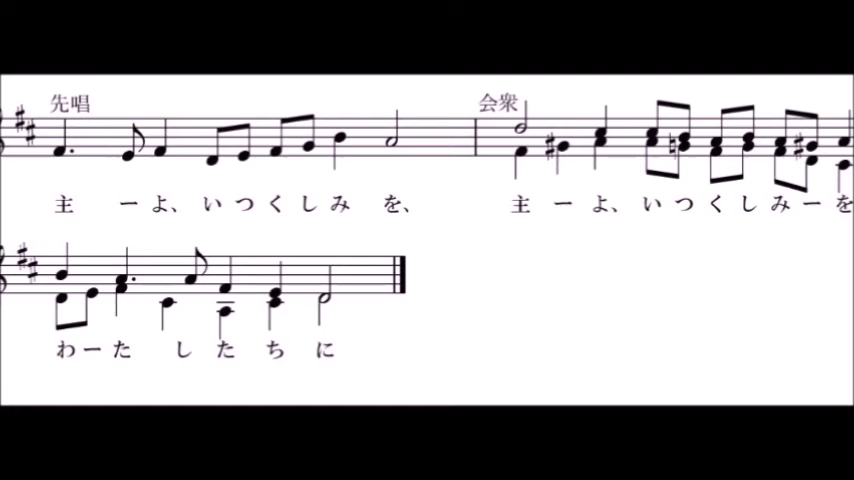 先唱 会衆
主 ー よ、 い つ く し み を、 主 ー よ、 い つ く し み ー を
わ ー た し た ち に